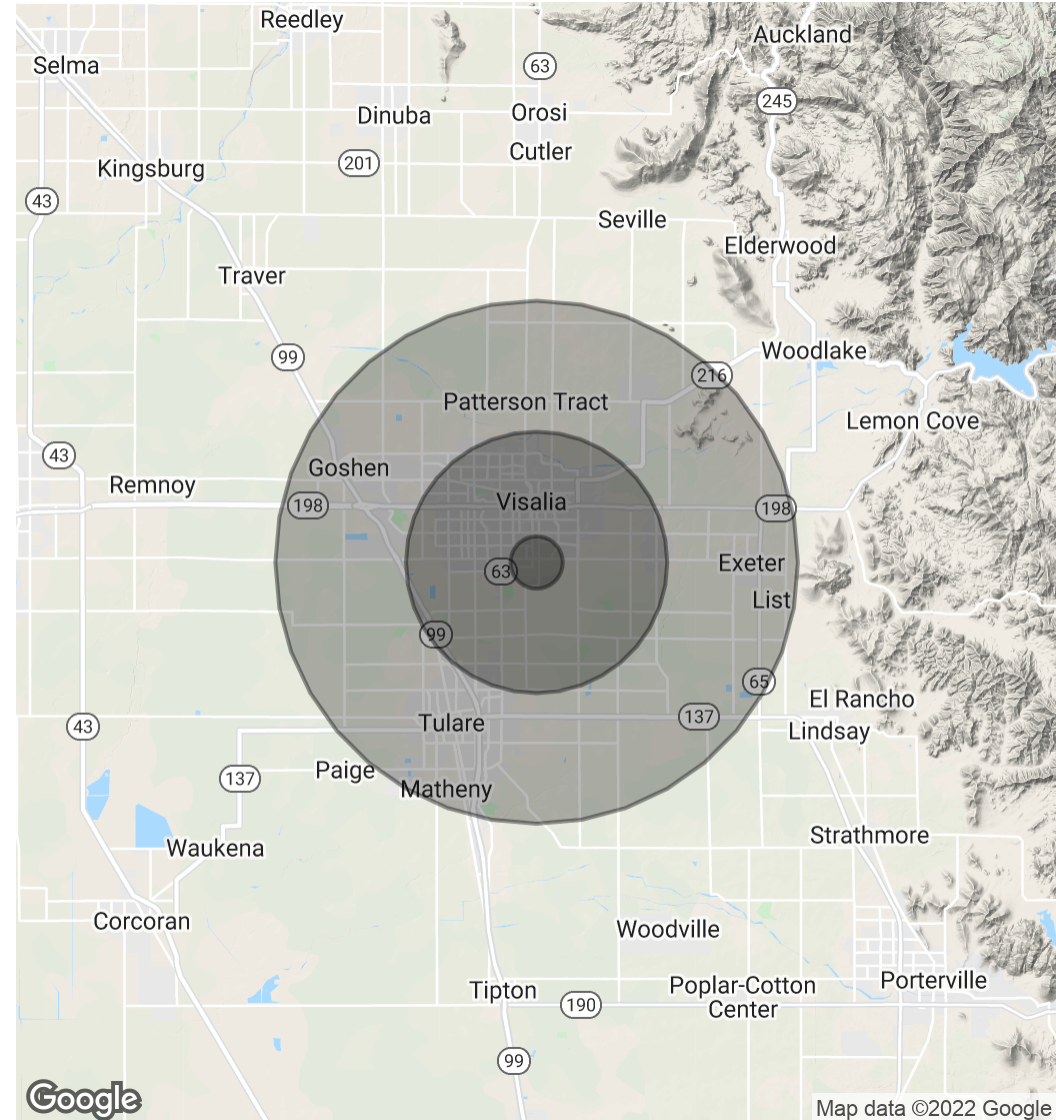 Reedley
Auckland
Selma
63
245
Dinuba
Orosi
Cutler
201
Kingsburg
43
Seville
Elderwood
Traver
99
Woodlake
216
Patterson Tract
Lemon Cove
43
Goshen
Remnoy
198
Visalia
198
63
Exeter
List
99
65
El Rancho
137
Tulare
Lindsay
43
Paige
137
Matheny
Strathmore
Waukena
Corcoran
Woodville
Tipton
Poplar-Cotton
Center
Porterville
190
99
Google
Map data ©2022 Google